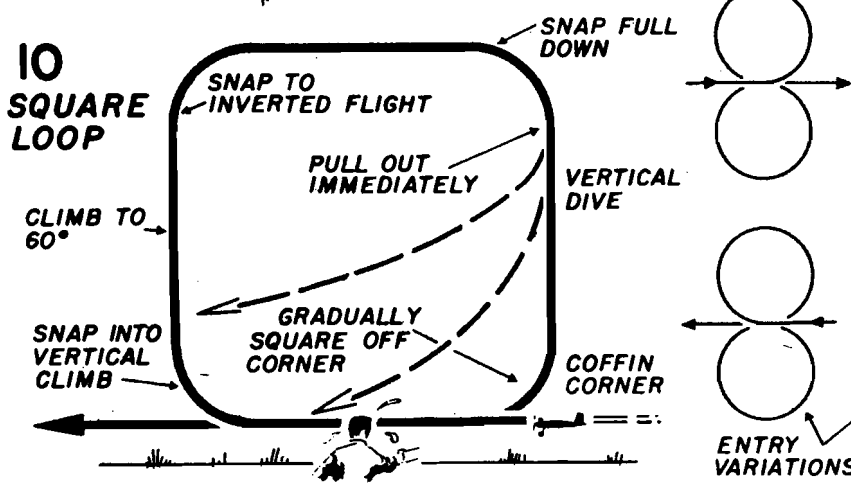 10
SQUARE
LOOP
SNAP TO
INVERTED FLIGHT
SNAP FULL
DOWN
PULL OUT
IMMEDIATELY
VERTICAL
DIVE
CLIMB TO
60°
GRADUALLY
SQUARE OFF
CORNER
SNAP INTO
VERTICAL
CLIMB
COFFIN
CORNER
ENTRY
VARIATIONS